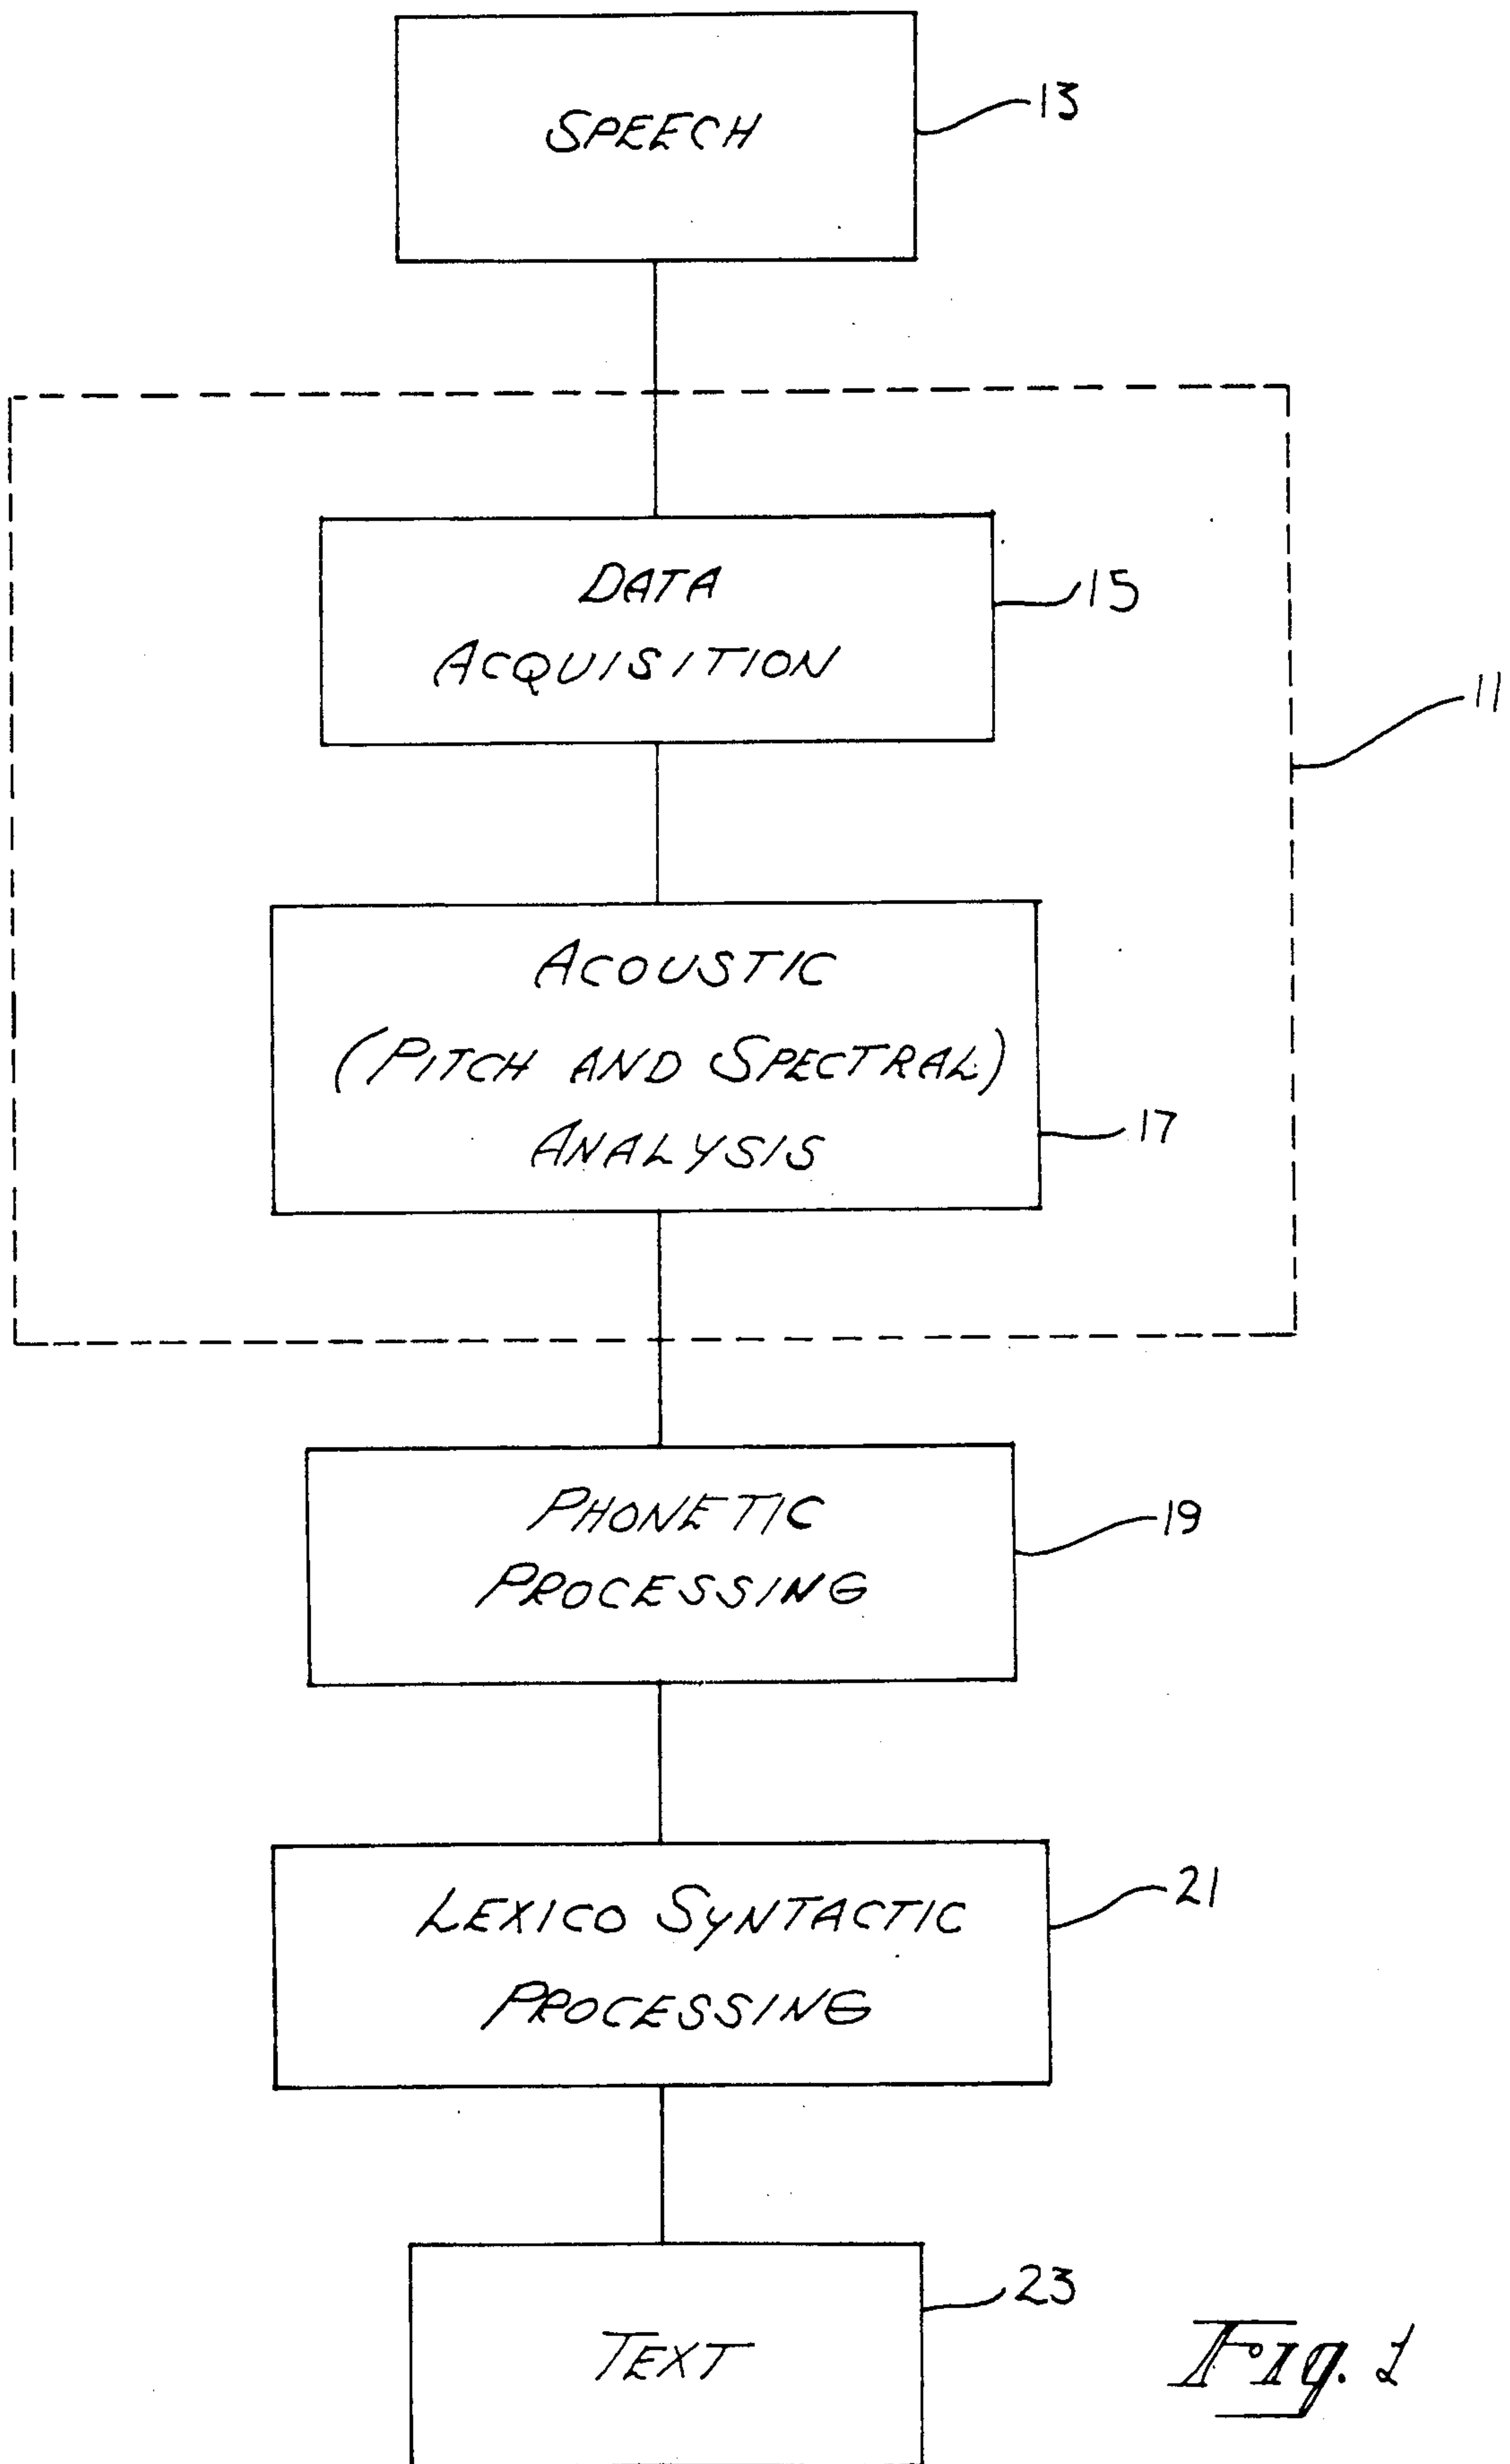 SPEECH
13
DATA
ACQUISITION
15
11
ACOUSTIC
(PITCH AND SPECTRAL)
ANALYSIS
17
PHONETIC
PROCESSING
19
LEXICO SYNTACTIC
PROCESSING
21
TEXT
23
Fig. 1